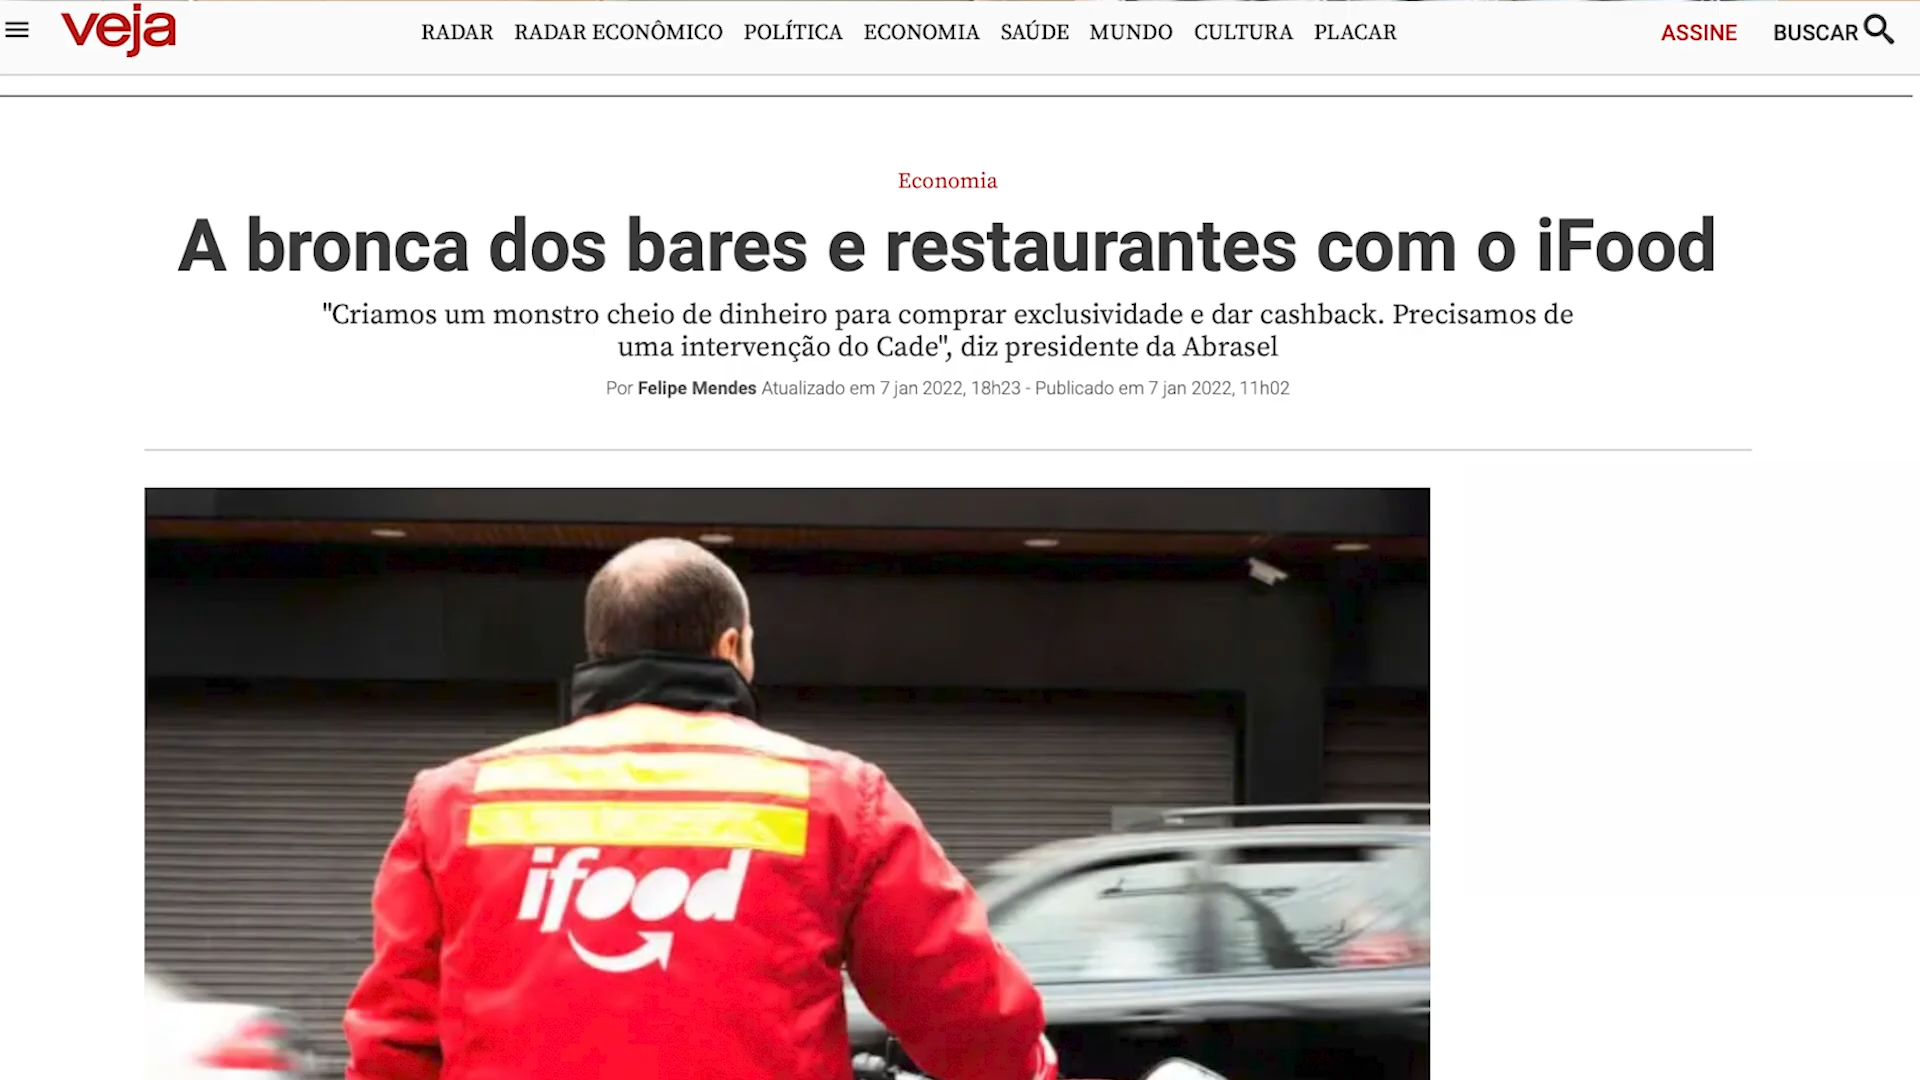 veja
RADAR RADAR ECONÔMICO POLÍTICA ECONOMIA SAÚDE MUNDO CULTURA PLACAR
ASSINE BUSCAR
Economia
A bronca dos bares e restaurantes com o iFood
"Criamos um monstro cheio de dinheiro para comprar exclusividade e dar cashback. Precisamos de
uma intervenção do Cade", diz presidente da Abrasel
Por Felipe Mendes Atualizado em 7 jan 2022, 18h23 - Publicado em 7 jan 2022, 11h02
ifood